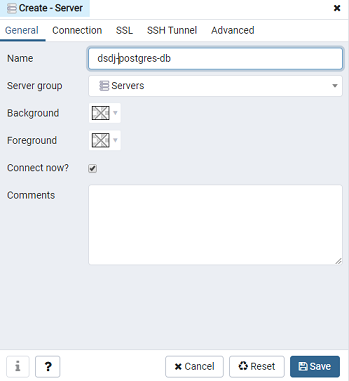 Create - Server
General Connection SSL SSH Tunnel Advanced
Name dsdj-postgres-db
Server group Servers
Background
Foreground
Connect now?
Comments
i ? Cancel Reset Save